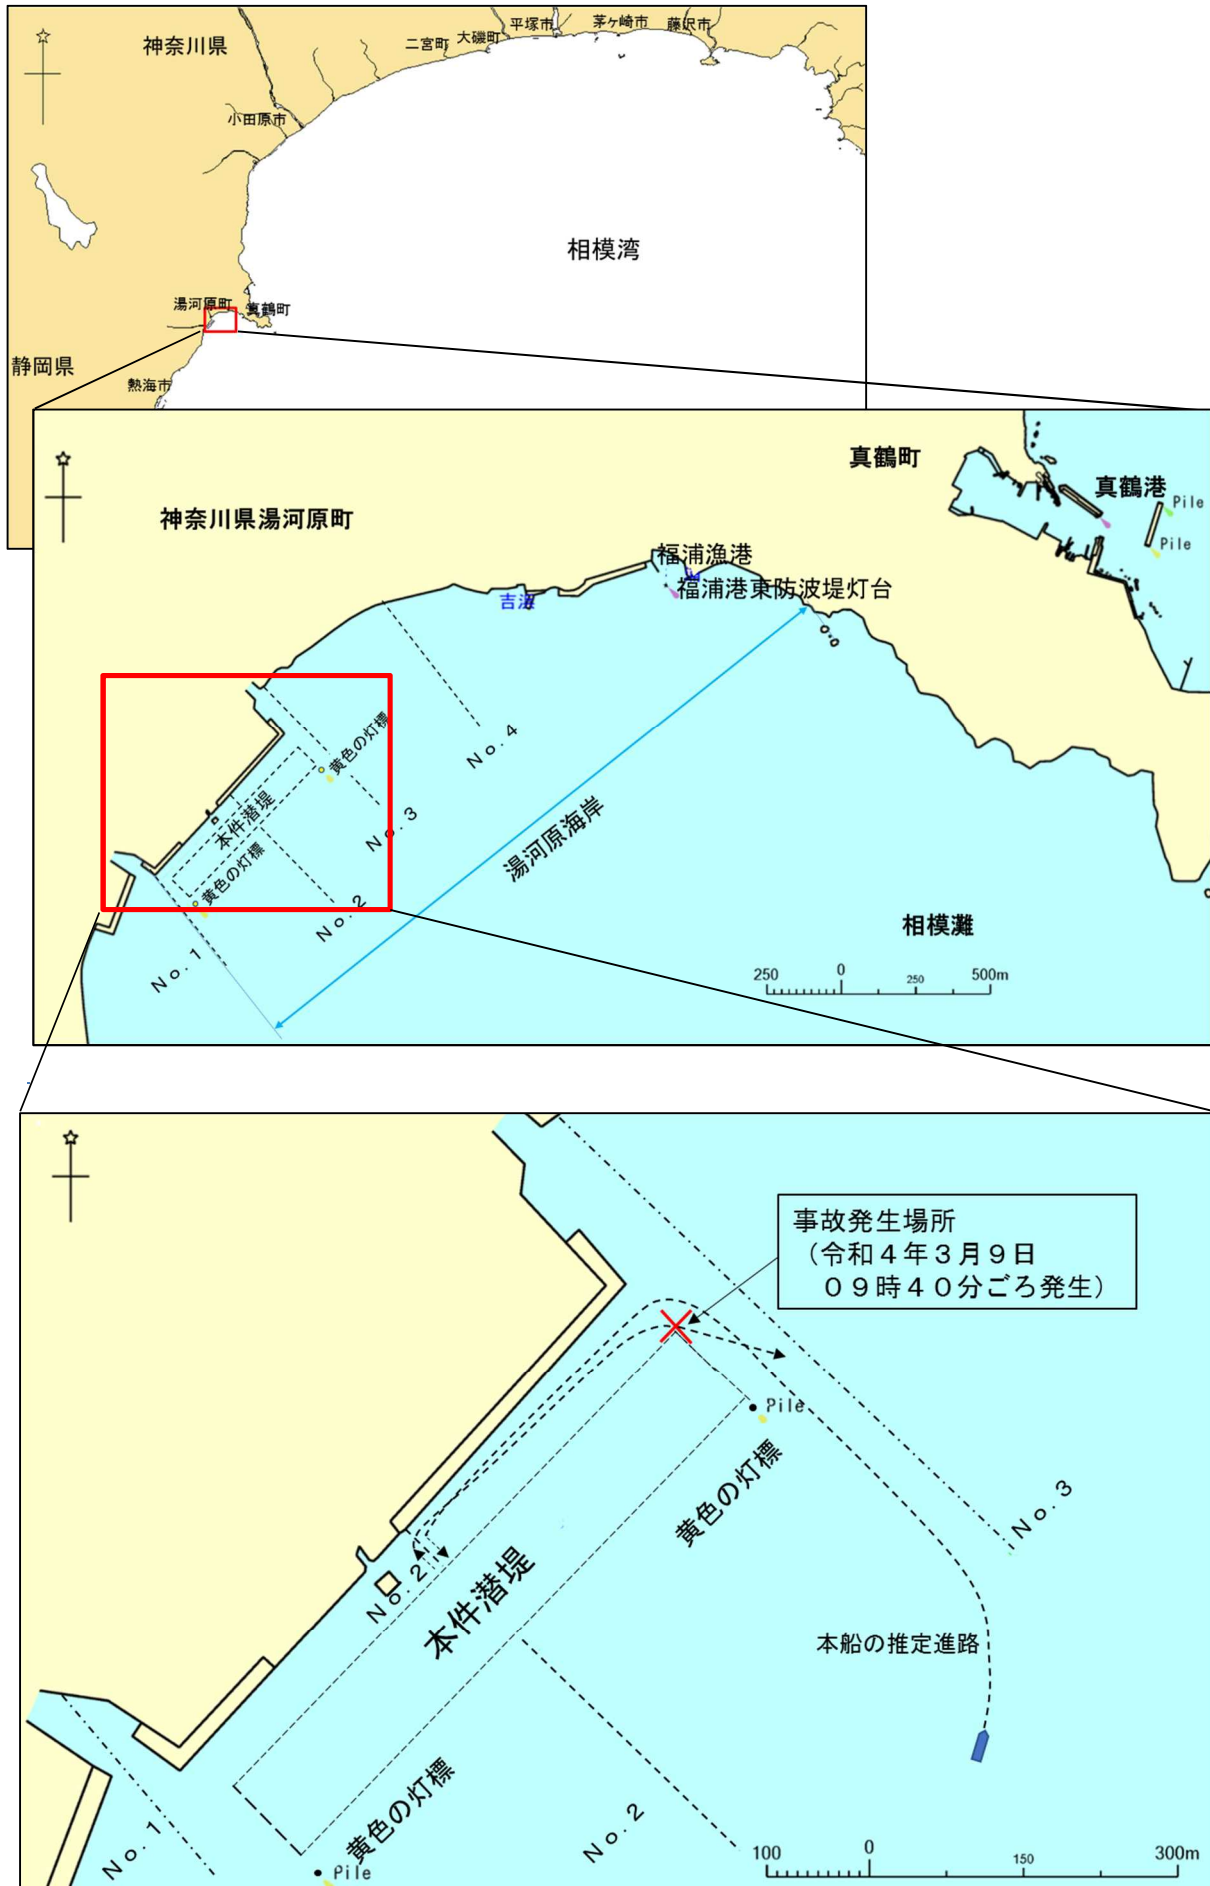 神奈川県
二宮町
大磯町
平塚市
茅ヶ崎市
藤沢市
小田原市
相模湾
湯河原町
真鶴町
静岡県
熱海市
真鶴町
真鶴港
Pile
Pile
神奈川県湯河原町
福浦漁港
福浦港東防波堤灯台
吉浜
黄色の灯標
No.4
本件潜堤
No.3
黄色の灯標
No.2
No.1
湯河原海岸
相模灘
250
0
250
500m
事故発生場所
(令和4年3月9日
09時40分ごろ発生)
Pile
黄色の灯標
No.3
No.2
本件潜堤
本船の推定進路
黄色の灯標
No.2
No.1
Pile
100
0
150
300m